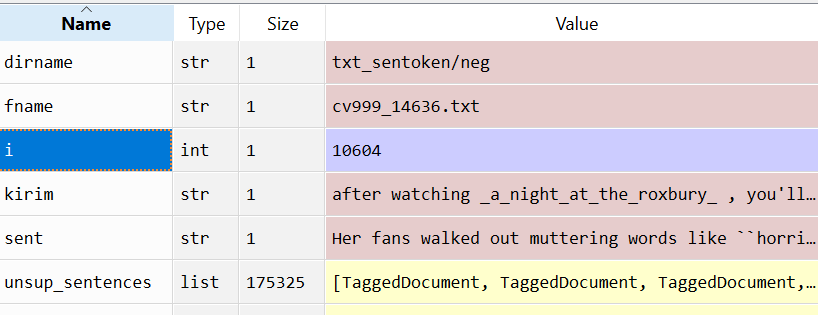 Name Type Size Value
dirname str 1 txt_sentoken/neg
fname str 1 cv999_14636.txt
i int 1 10604
kirim str 1 after watching _a_night_at_the_roxbury_ , you'll…
sent str 1 Her fans walked out muttering words like ``horri…
unsup_sentences list 175325 [TaggedDocument, TaggedDocument, TaggedDocument,…